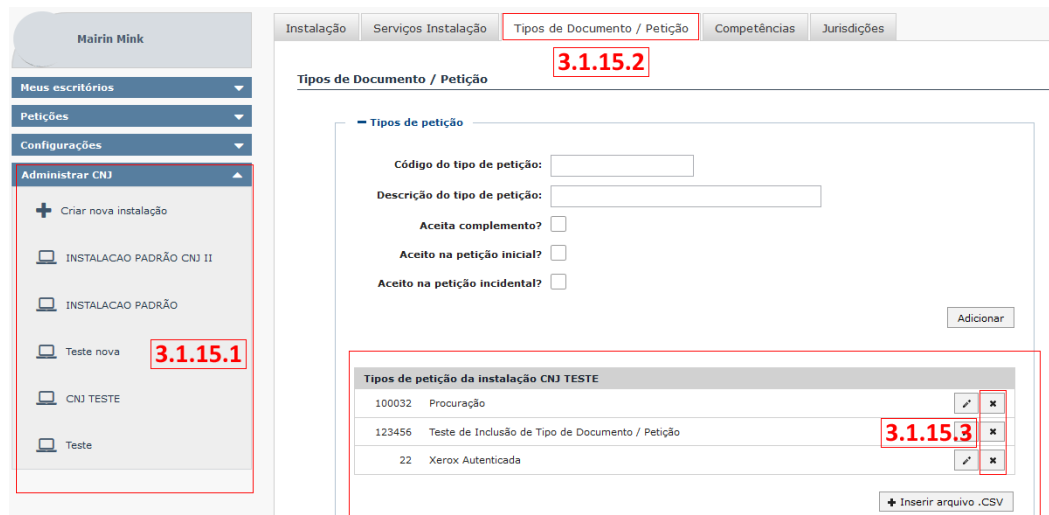 Mairin Mink
Meus escritórios
Petições
Configurações
Administrar CNJ
Criar nova instalação
INSTALACAO PADRÃO CNJ II
INSTALACAO PADRÃO
Teste nova
3.1.15.1
CNJ TESTE
Teste
Instalação Serviços Instalação Tipos de Documento / Petição Competências Jurisdições
3.1.15.2
Tipos de Documento / Petição
Tipos de petição
Código do tipo de petição:
Descrição do tipo de petição:
Aceita complemento?
Aceito na petição inicial?
Aceito na petição incidental?
Adicionar
Tipos de petição da instalação CNJ TESTE
100032 Procuração
123456 Teste de Inclusão de Tipo de Documento / Petição
3.1.15.3
22 Xerox Autenticada
Inserir arquivo .CSV